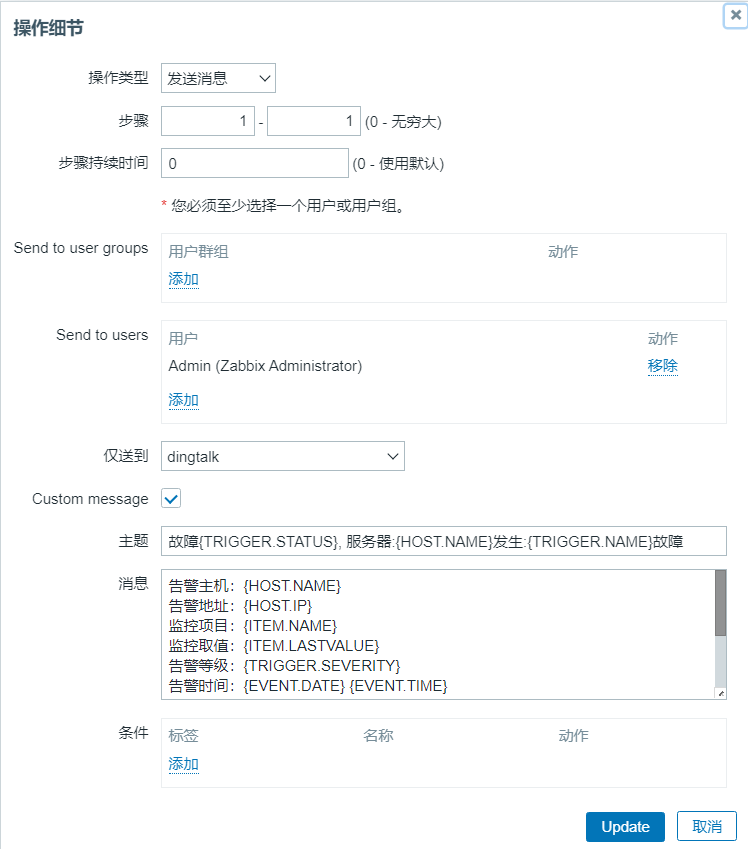 操作细节
操作类型 发送消息
步骤 1 - 1 (0 - 无穷大)
步骤持续时间 0 (0 - 使用默认)
* 您必须至少选择一个用户或用户组。
Send to user groups 用户群组 动作
添加
Send to users 用户 动作
Admin (Zabbix Administrator) 移除
添加
仅送到 dingtalk
Custom message
主题 故障{TRIGGER.STATUS}, 服务器:{HOST.NAME}发生:{TRIGGER.NAME}故障
消息 告警主机：{HOST.NAME}
告警地址：{HOST.IP}
监控项目：{ITEM.NAME}
监控取值：{ITEM.LASTVALUE}
告警等级：{TRIGGER.SEVERITY}
告警时间：{EVENT.DATE} {EVENT.TIME}
条件 标签 名称 动作
添加
Update 取消